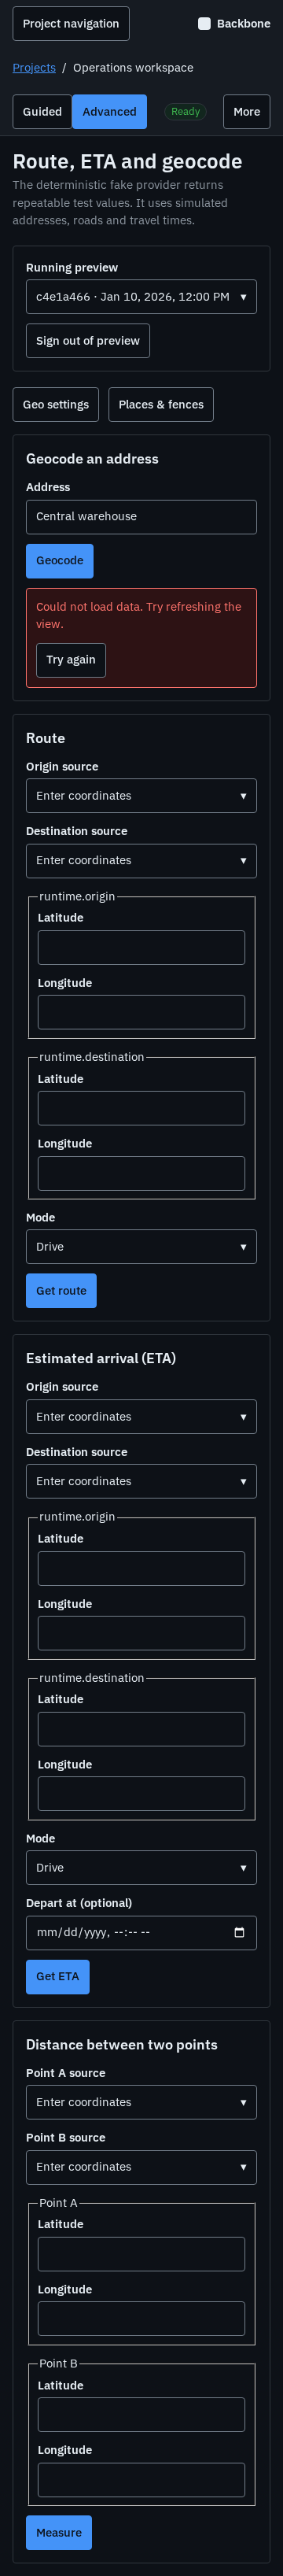 Project navigation
Backbone
Projects / Operations workspace
Guided
Advanced
Ready
More
Route, ETA and geocode
The deterministic fake provider returns
repeatable test values. It uses simulated
addresses, roads and travel times.
Running preview
c4e1a466 · Jan 10, 2026, 12:00 PM
Sign out of preview
Geo settings
Places & fences
Geocode an address
Address
Central warehouse
Geocode
Could not load data. Try refreshing the
view.
Try again
Route
Origin source
Enter coordinates
Destination source
Enter coordinates
runtime.origin
Latitude
Longitude
runtime.destination
Latitude
Longitude
Mode
Drive
Get route
Estimated arrival (ETA)
Origin source
Enter coordinates
Destination source
Enter coordinates
runtime.origin
Latitude
Longitude
runtime.destination
Latitude
Longitude
Mode
Drive
Depart at (optional)
mm/dd/yyyy, --:-- --
Get ETA
Distance between two points
Point A source
Enter coordinates
Point B source
Enter coordinates
Point A
Latitude
Longitude
Point B
Latitude
Longitude
Measure